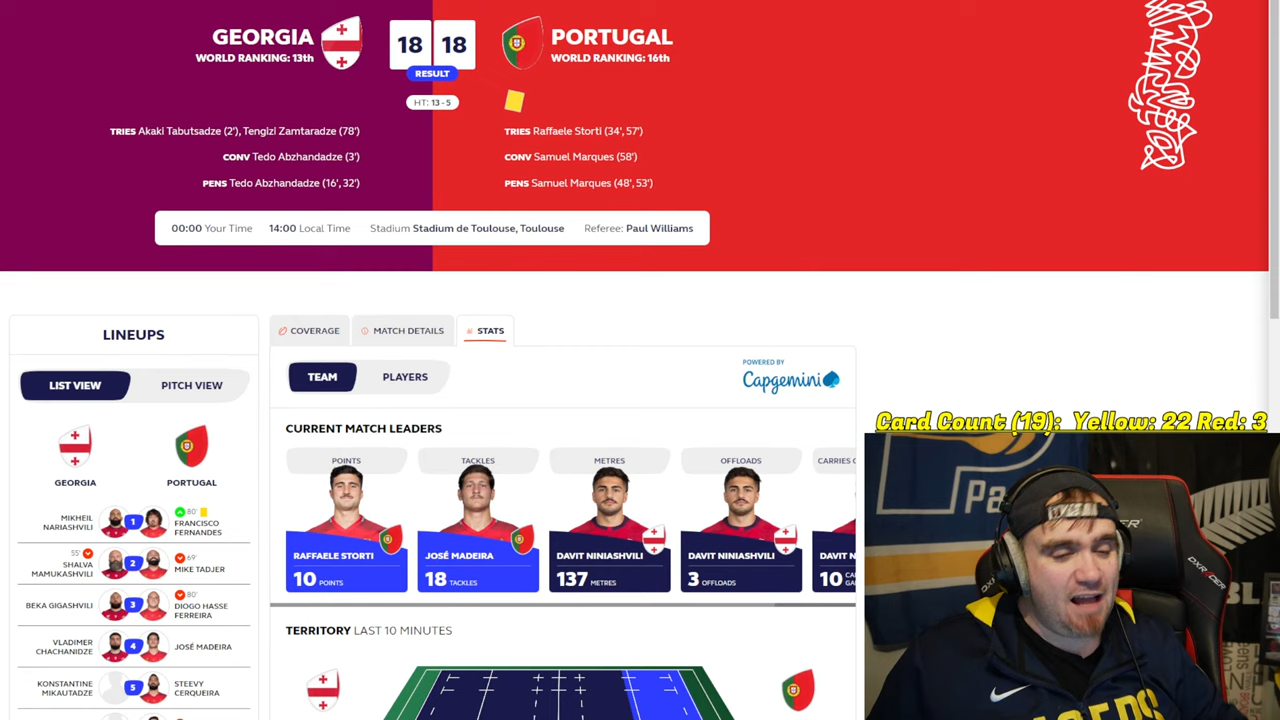 GEORGIA
WORLD RANKING: 13th
18 18
RESULT
HT: 13 - 5
PORTUGAL
WORLD RANKING: 16th
TRIES Akaki Tabutsadze (2'), Tengizi Zamtaradze (78')
CONV Tedo Abzhandadze (3')
PENS Tedo Abzhandadze (16', 32')
TRIES Raffaele Storti (34', 57')
CONV Samuel Marques (58')
PENS Samuel Marques (48', 53')
00:00 Your Time 14:00 Local Time Stadium Stadium de Toulouse, Toulouse Referee: Paul Williams
LINEUPS
LIST VIEW PITCH VIEW
GEORGIA PORTUGAL
MIKHEIL NARIASHVILI 1 80' FRANCISCO FERNANDES
55' SHALVA MAMUKASHVILI 2 69' MIKE TADJER
BEKA GIGASHVILI 3 80' DIOGO HASSE FERREIRA
VLADIMER CHACHANIDZE 4 JOSÉ MADEIRA
KONSTANTINE MIKAUTADZE 5 STEEVY CERQUEIRA
COVERAGE MATCH DETAILS STATS
TEAM PLAYERS
POWERED BY
Capgemini
CURRENT MATCH LEADERS
POINTS TACKLES METRES OFFLOADS CARRIES
RAFFAELE STORTI JOSÉ MADEIRA DAVIT NINIASHVILI DAVIT NINIASHVILI DAVIT N
10 POINTS 18 TACKLES 137 METRES 3 OFFLOADS 10
TERRITORY LAST 10 MINUTES
Card Count (19): Yellow: 22 Red: 3
Pa
DXRACER